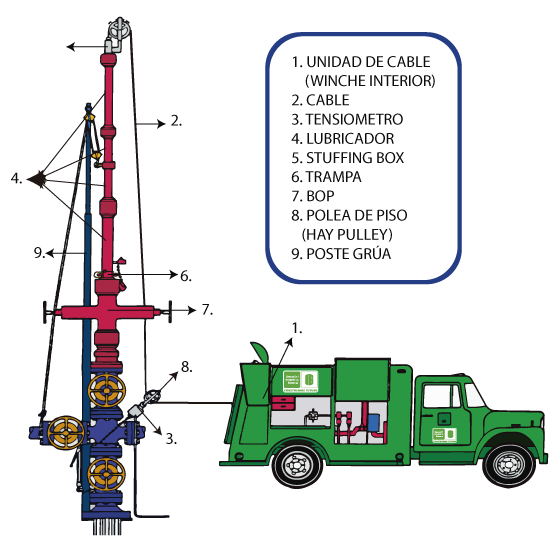 1. UNIDAD DE CABLE
(WINCHE INTERIOR)
2. CABLE
3. TENSIOMETRO
4. LUBRICADOR
5. STUFFING BOX
6. TRAMPA
7. BOP
8. POLEA DE PISO
(HAY PULLEY)
9. POSTE GRÚA
2.
4.
9.
6.
7.
1.
8.
3.